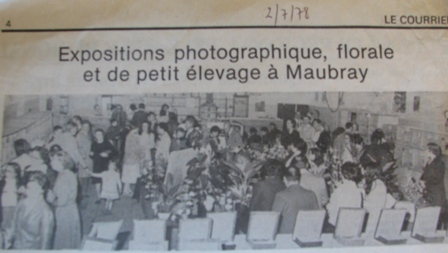 2/7/78
4
LE COURRIE
Expositions photographique, florale
et de petit élevage à Maubray